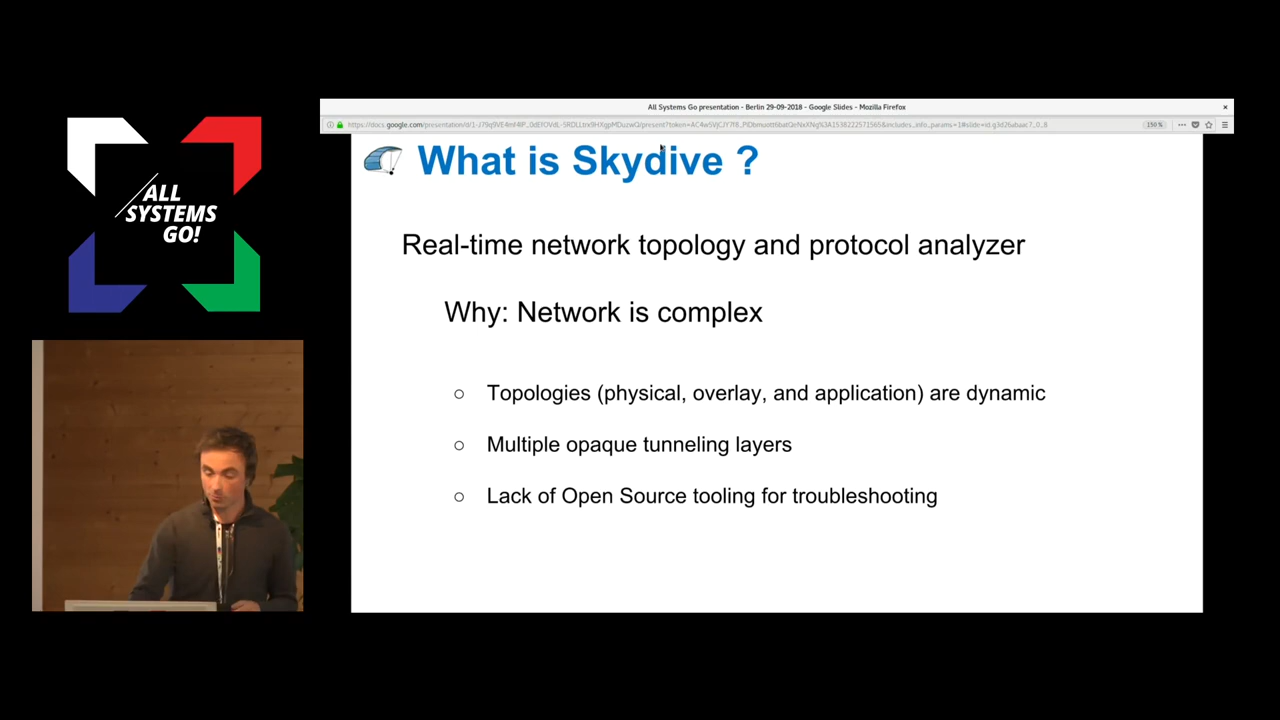 ALL
SYSTEMS
GO!
All Systems Go presentation - Berlin 29-09-2018 - Google Slides - Mozilla Firefox
150%
What is Skydive ?
Real-time network topology and protocol analyzer
Why: Network is complex
○ Topologies (physical, overlay, and application) are dynamic
○ Multiple opaque tunneling layers
○ Lack of Open Source tooling for troubleshooting